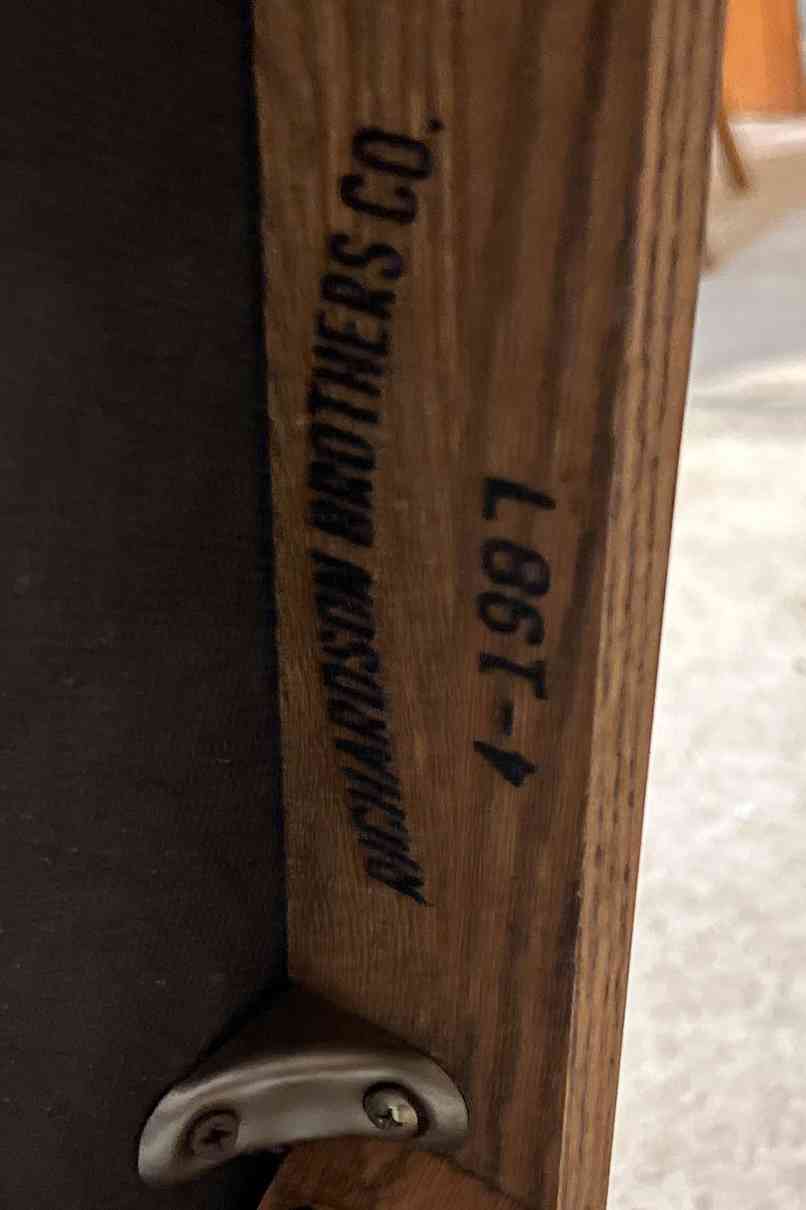 RICHARDSON BROTHERS CO.
4-1987